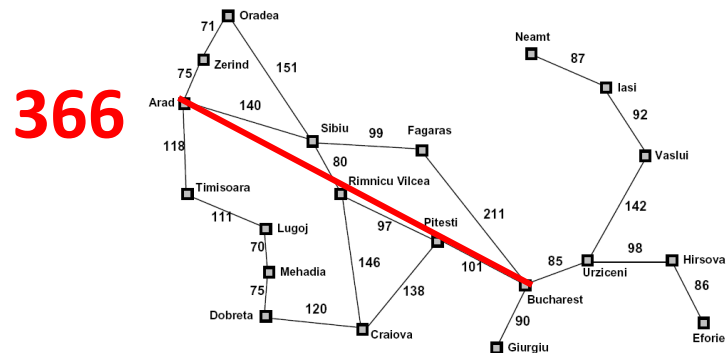 Oradea
71
Neamt
87
Zerind
75
151
Iasi
366
Arad
140
92
Sibiu
99
Fagaras
118
80
Vaslui
Rimnicu Vilcea
Timisoara
142
111
97
Pitesti
211
Lugoj
70
98
Hirsova
146
101
85
Mehadia
Urziceni
75
138
86
Bucharest
120
Dobreta
90
Craiova
Eforie
Giurgiu